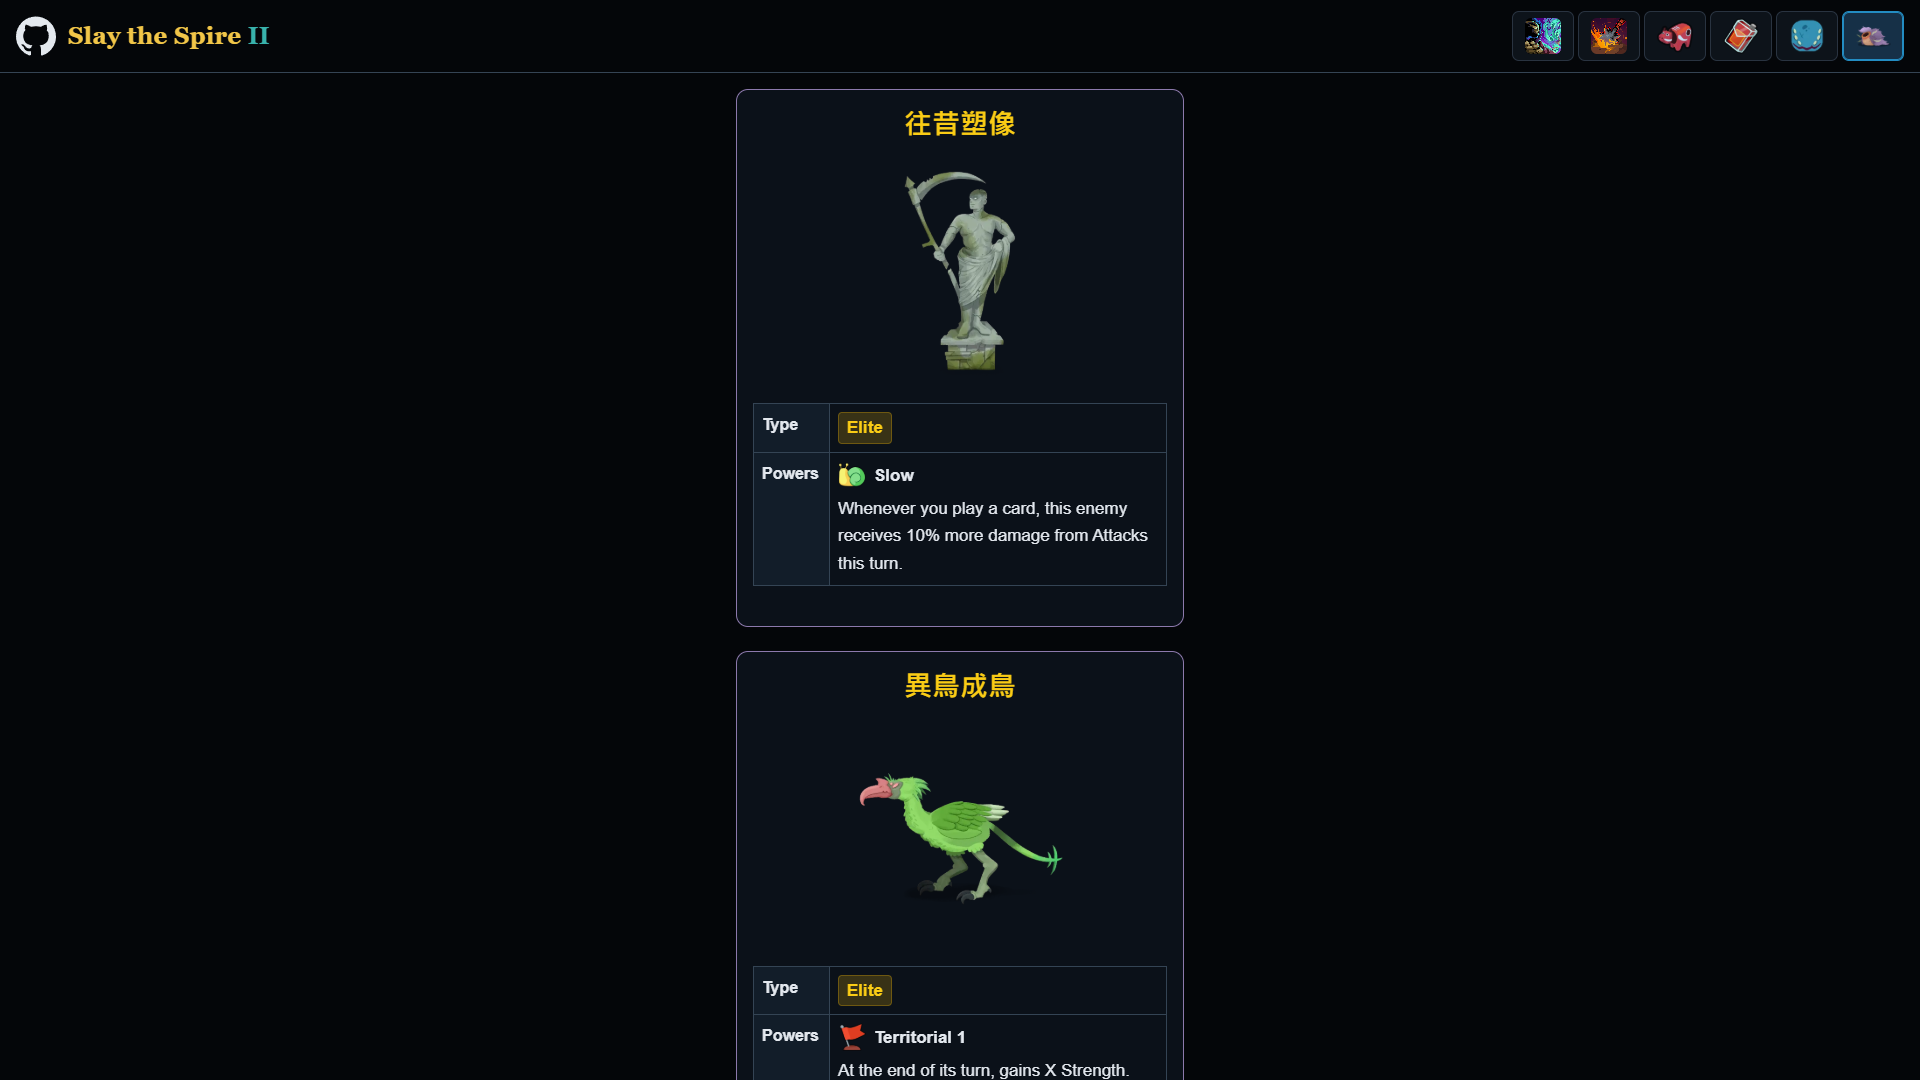 Slay the Spire II
往昔塑像
Type
Elite
Powers
Slow
Whenever you play a card, this enemy
receives 10% more damage from Attacks
this turn.
異鳥成鳥
Type
Elite
Powers
Territorial 1
At the end of its turn, gains X Strength.